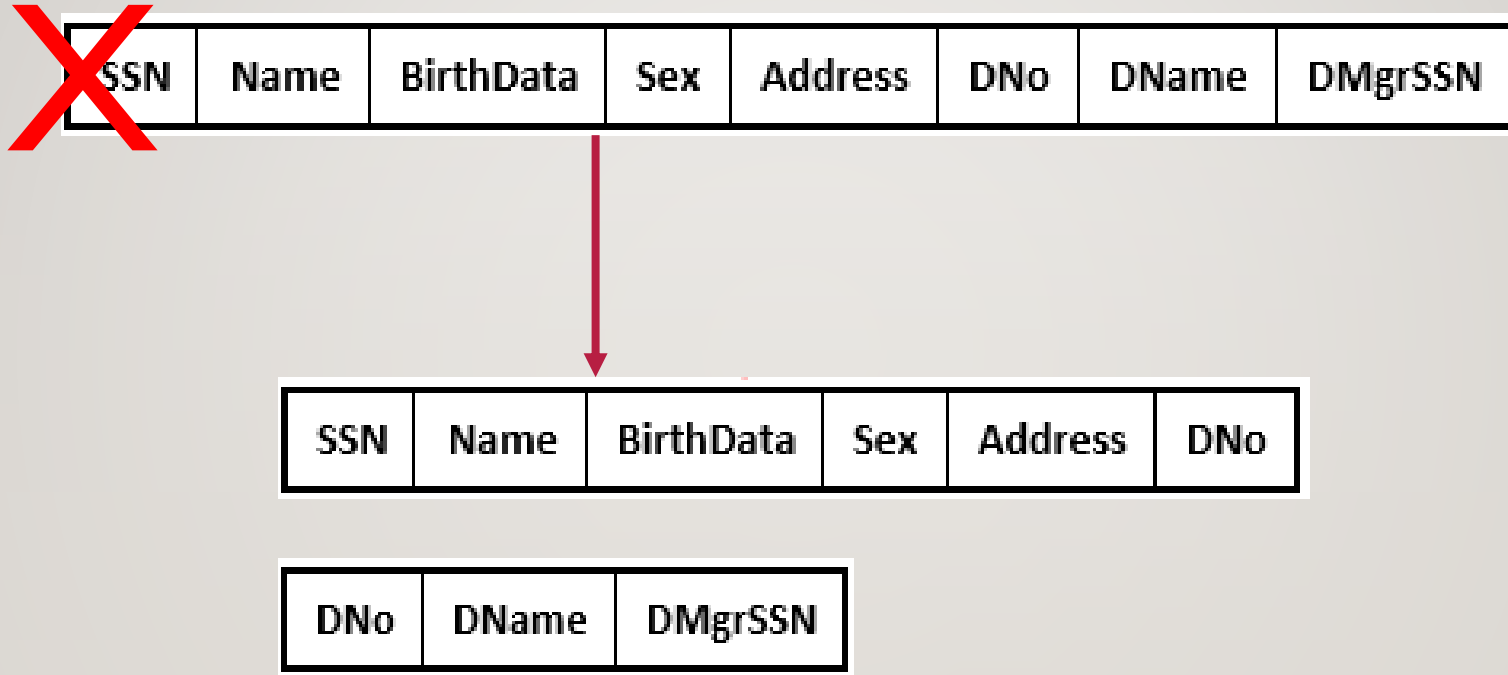 SSN Name BirthData Sex Address DNo DName DMgrSSN
SSN Name BirthData Sex Address DNo
DNo DName DMgrSSN